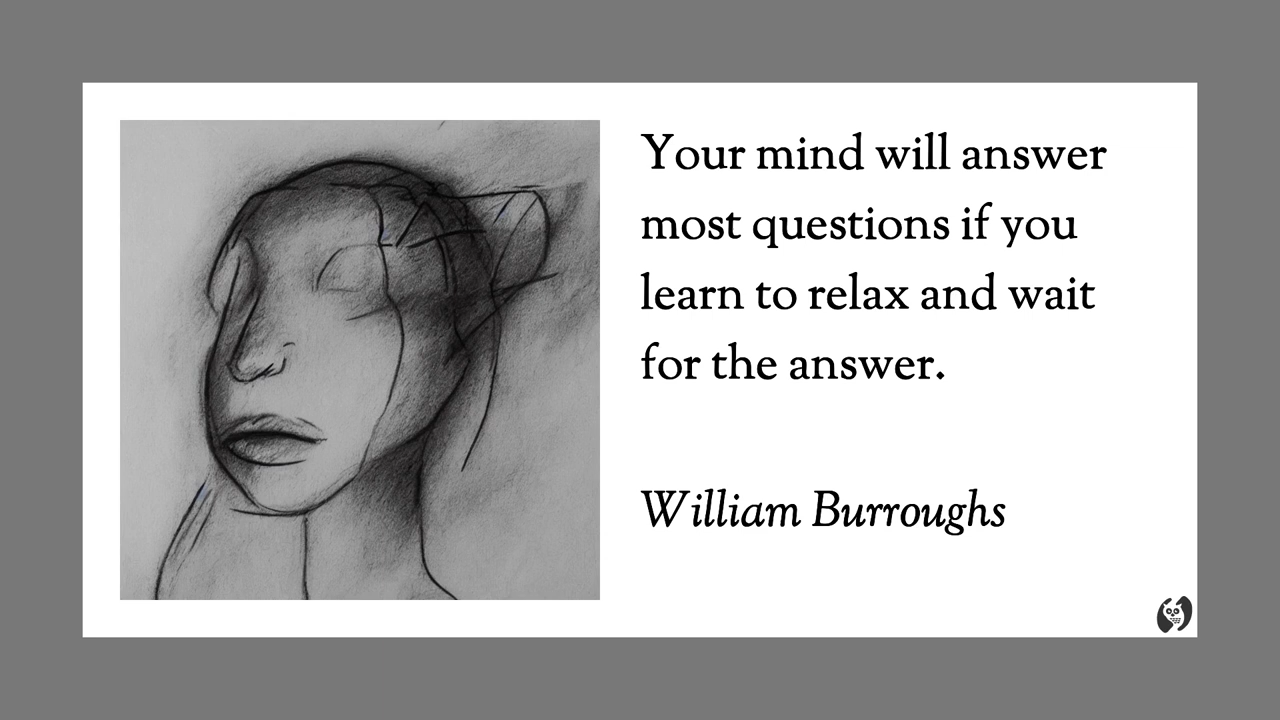 Your mind will answer
most questions if you
learn to relax and wait
for the answer.
William Burroughs